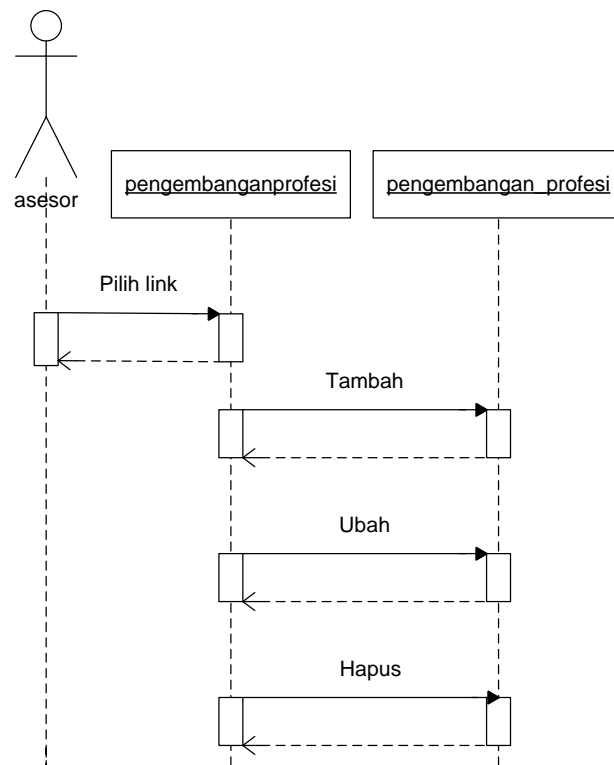 asesor
pengembanganprofesi
pengembangan_profesi
Pilih link
Tambah
Ubah
Hapus